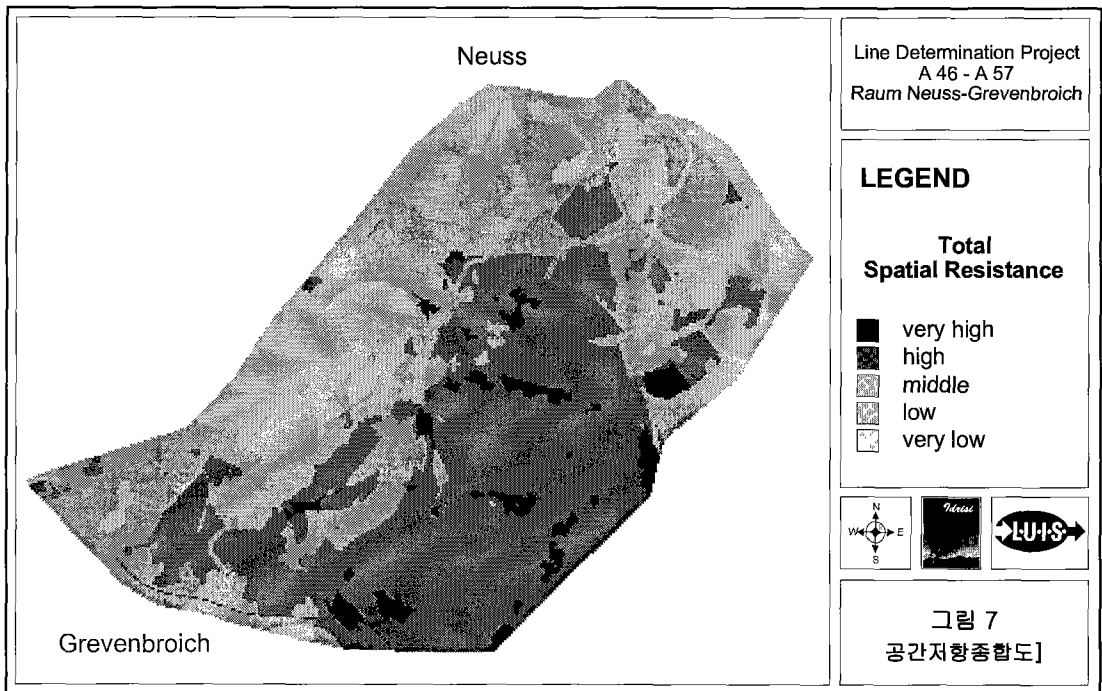 Neuss
Grevenbroich
Line Determination Project
A 46 - A 57
Raum Neuss-Grevenbroich
LEGEND
Total
Spatial Resistance
very high
high
middle
low
very low
N
W E
S
Idrisi
L·U·I·S·
그림 7
공간저항종합도]